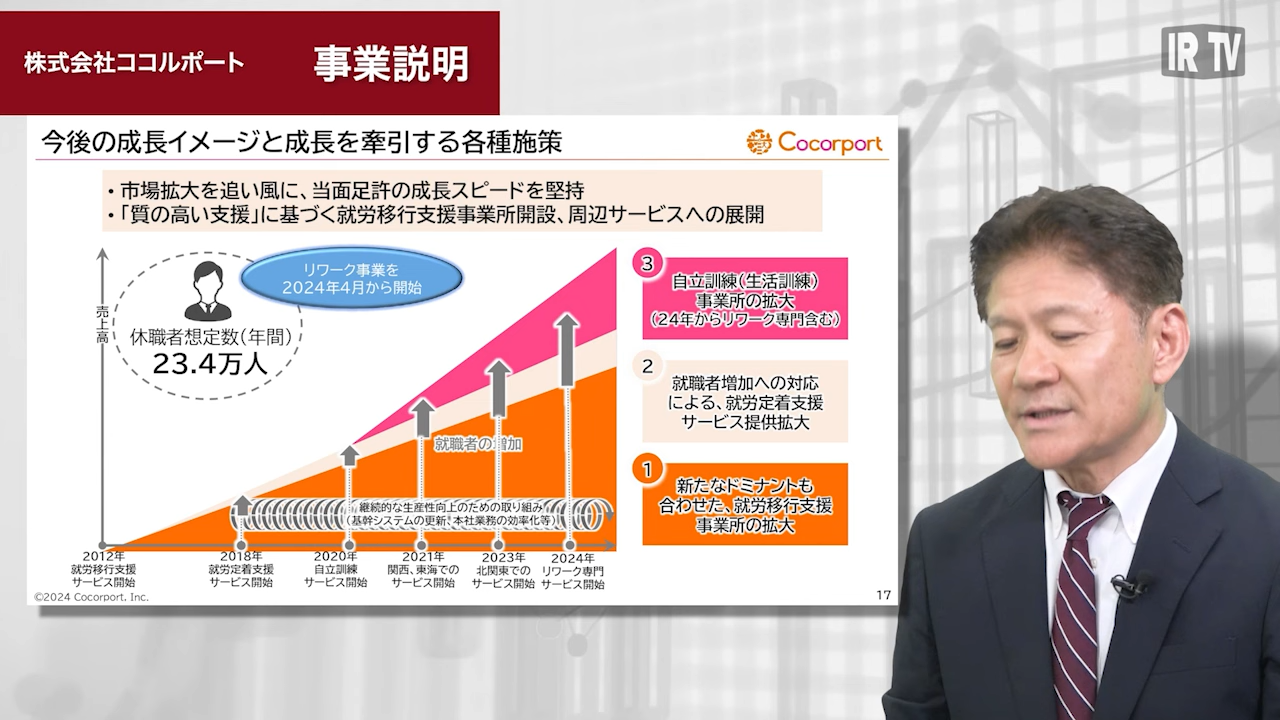 株式会社ココルポート 事業説明
IR TV
今後の成長イメージと成長を牽引する各種施策
Cocorport
・市場拡大を追い風に、当面足許の成長スピードを堅持
・「質の高い支援」に基づく就労移行支援事業所開設、周辺サービスへの展開
売上高
リワーク事業を
2024年4月から開始
休職者想定数(年間)
23.4万人
就職者の増加
継続的な生産性向上のための取り組み
(基幹システムの更新、本社業務の効率化等)
2012年
就労移行支援
サービス開始
2018年
就労定着支援
サービス開始
2020年
自立訓練
サービス開始
2021年
関西、東海での
サービス開始
2023年
北関東での
サービス開始
2024年
リワーク専門
サービス開始
3
自立訓練(生活訓練)
事業所の拡大
(24年からリワーク専門含む)
2
就職者増加への対応
による、就労定着支援
サービス提供拡大
1
新たなドミナントも
合わせた、就労移行支援
事業所の拡大
©2024 Cocorport, Inc.
17